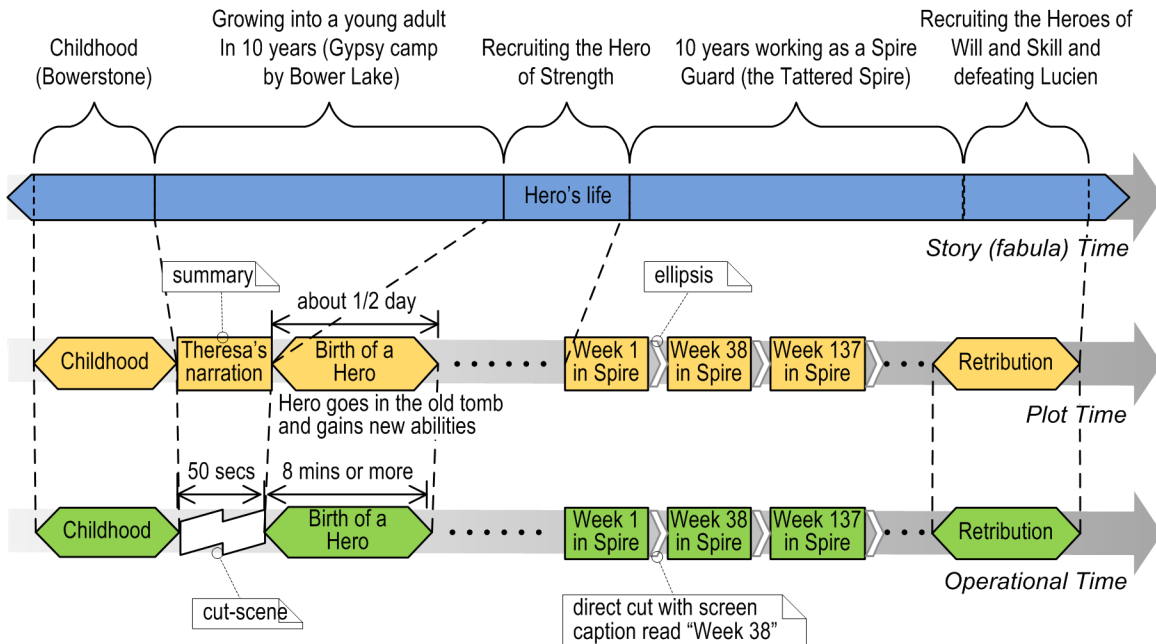 Childhood
(Bowerstone)
Growing into a young adult
In 10 years (Gypsy camp
by Bower Lake)
Recruiting the Hero
of Strength
10 years working as a Spire
Guard (the Tattered Spire)
Recruiting the Heroes of
Will and Skill and
defeating Lucien
Hero's life
Story (fabula) Time
summary
about 1/2 day
ellipsis
Childhood
Theresa's
narration
Birth of a
Hero
Week 1
in Spire
Week 38
in Spire
Week 137
in Spire
Retribution
Plot Time
Hero goes in the old tomb
and gains new abilities
50 secs
8 mins or more
Childhood
Birth of a
Hero
Week 1
in Spire
Week 38
in Spire
Week 137
in Spire
Retribution
Operational Time
cut-scene
direct cut with screen
caption read “Week 38”